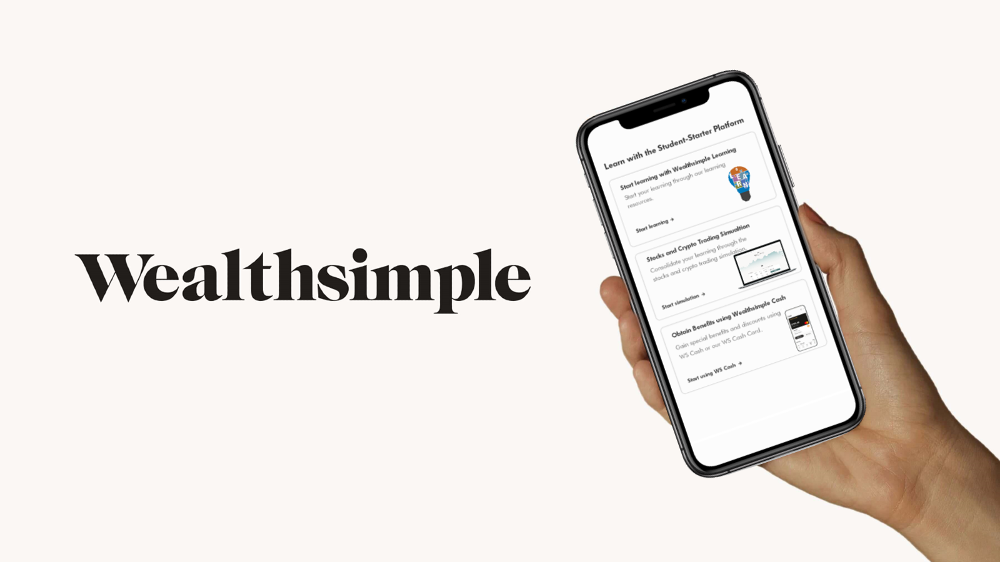 Wealthsimple
Learn with the Student-Starter Platform
Start learning with Wealthsimple Learning
Start your learning through our learning
resources.
Start learning →
LEA
RN
Stocks and Crypto Trading Simualtion
Consolidate your learning through the
stocks and crypto trading simulation.
Start simulation →
Obtain Benefits using Wealthsimple Cash
Gain special benefits and discounts using
WS Cash or our WS Cash Card.
Start using WS Cash →